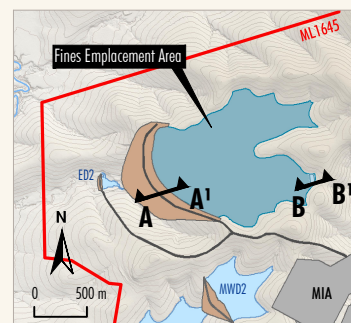 ML1645
Fines Emplacement Area
ED2
A
A¹
B
B¹
N
0 500 m
MWD2
MIA